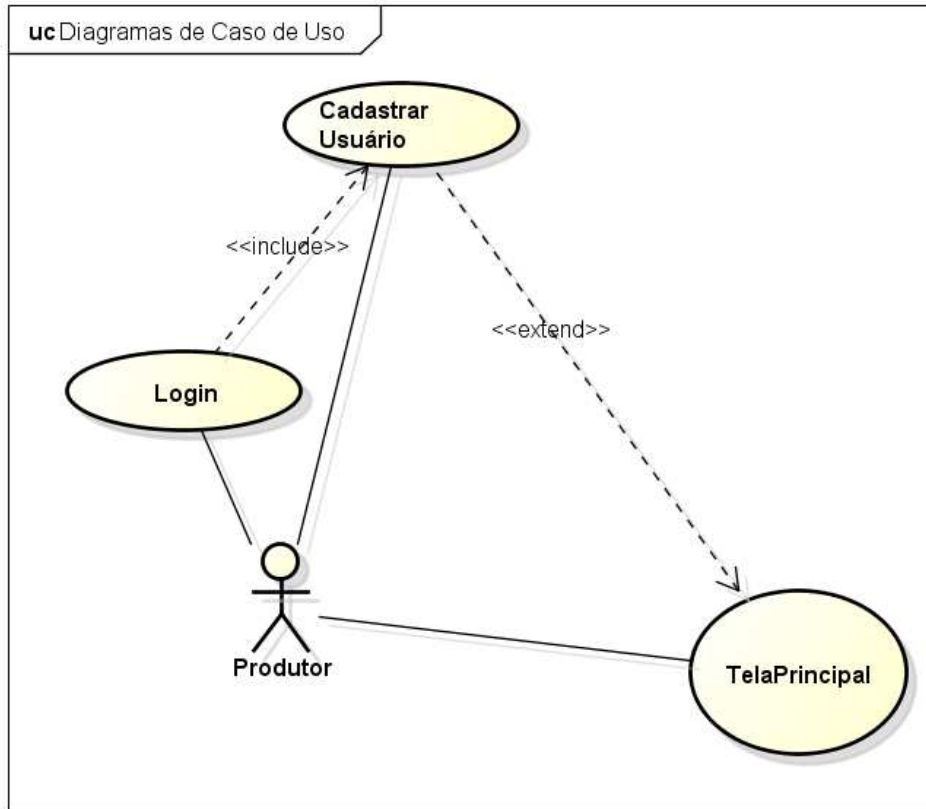 uc Diagramas de Caso de Uso
Cadastrar
Usuário
<<include>>
<<extend>>
Login
Produtor
TelaPrincipal